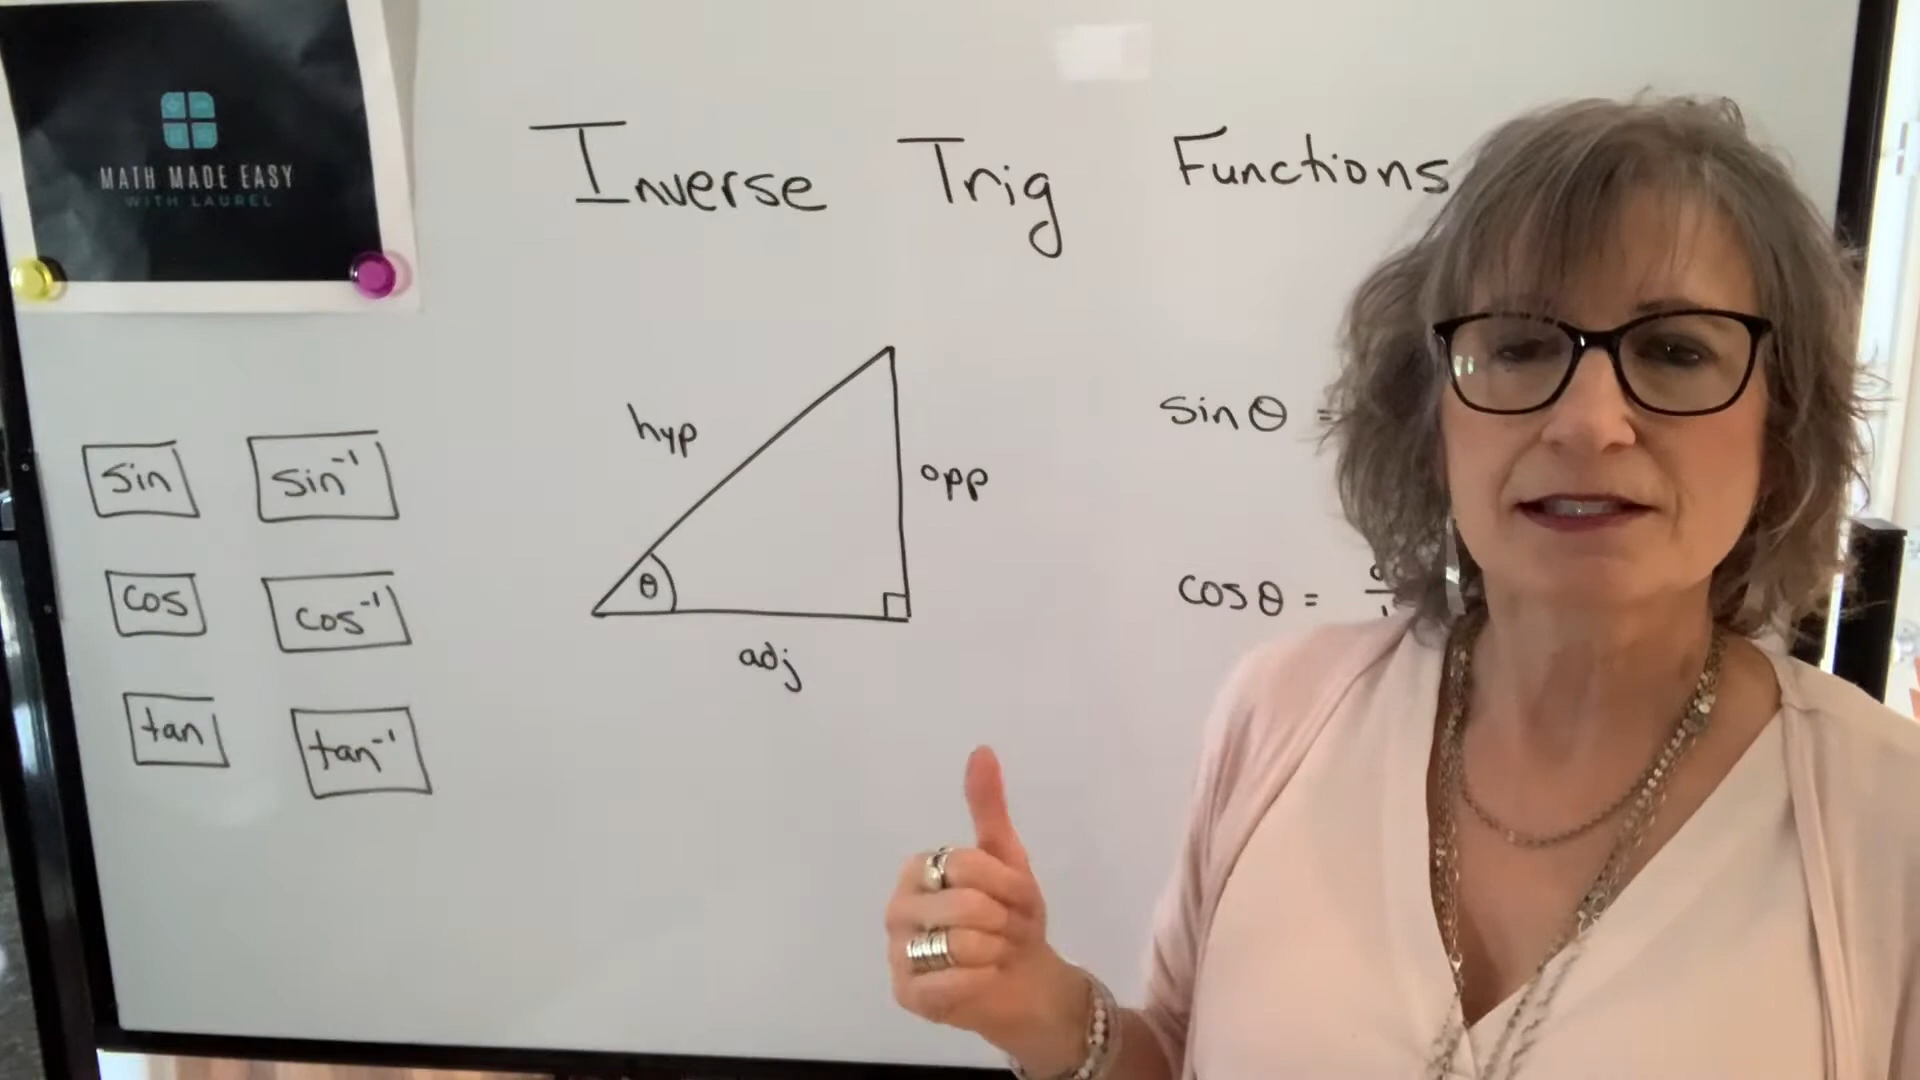 MATH MADE EASY
WITH LAUREL
Inverse Trig Functions
sin
sin⁻¹
cos
cos⁻¹
tan
tan⁻¹
hyp
opp
θ
adj
sin θ =
cos θ =